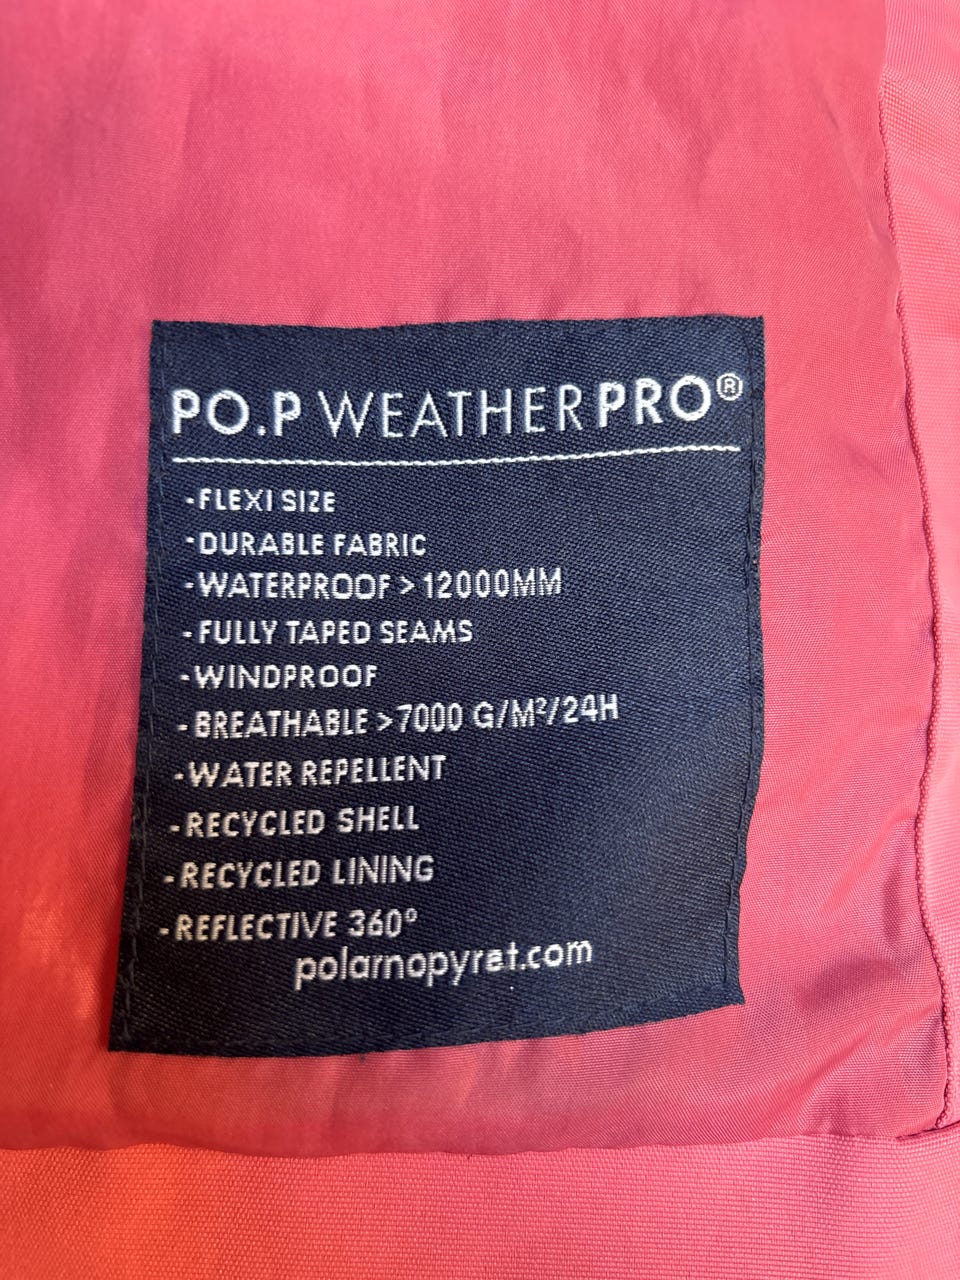 PO.P WEATHERPRO®
-FLEXI SIZE
-DURABLE FABRIC
-WATERPROOF > 12000MM
-FULLY TAPED SEAMS
-WINDPROOF
-BREATHABLE >7000 G/M²/24H
-WATER REPELLENT
-RECYCLED SHELL
-RECYCLED LINING
-REFLECTIVE 360°
polarnopyret.com